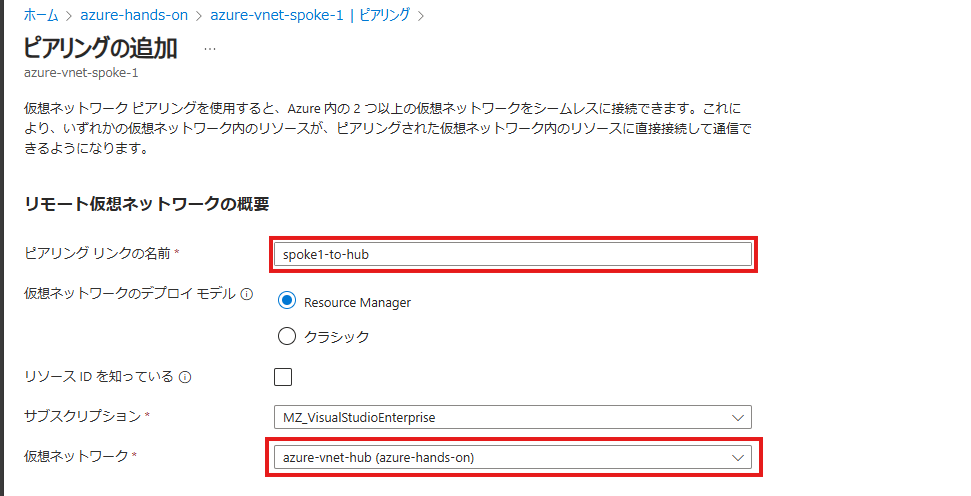 ホーム > azure-hands-on > azure-vnet-spoke-1 | ピアリング >
ピアリングの追加 …
azure-vnet-spoke-1
仮想ネットワーク ピアリングを使用すると、Azure 内の 2 つ以上の仮想ネットワークをシームレスに接続できます。これに
より、いずれかの仮想ネットワーク内のリソースが、ピアリングされた仮想ネットワーク内のリソースに直接接続して通信で
きるようになります。
リモート仮想ネットワークの概要
ピアリング リンクの名前 * spoke1-to-hub
仮想ネットワークのデプロイ モデル Resource Manager
クラシック
リソース ID を知っている
サブスクリプション * MZ_VisualStudioEnterprise
仮想ネットワーク * azure-vnet-hub (azure-hands-on)